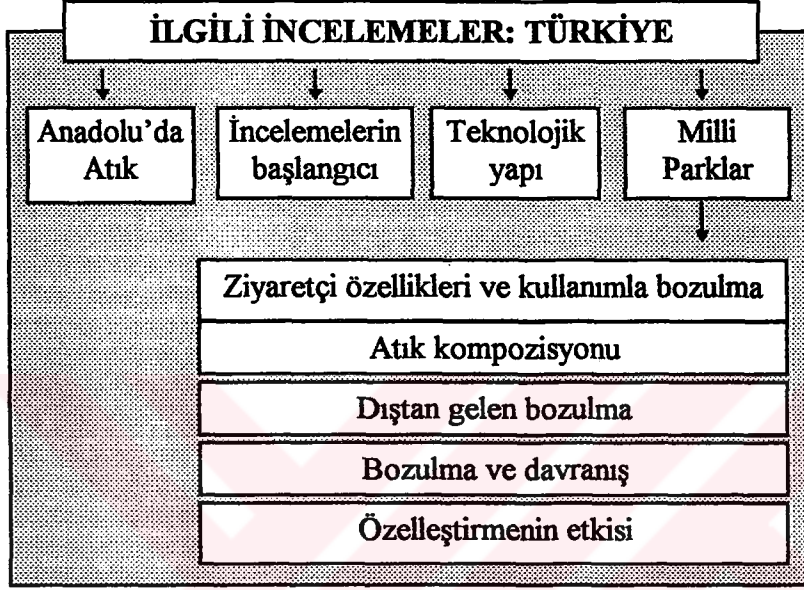 İLGİLİ İNCELEMELER: TÜRKİYE
Anadolu'da
Atık
İncelemelerin
başlangıcı
Teknolojik
yapı
Milli
Parklar
Ziyaretçi özellikleri ve kullanımla bozulma
Atık kompozisyonu
Dıştan gelen bozulma
Bozulma ve davranış
Özelleştirmenin etkisi